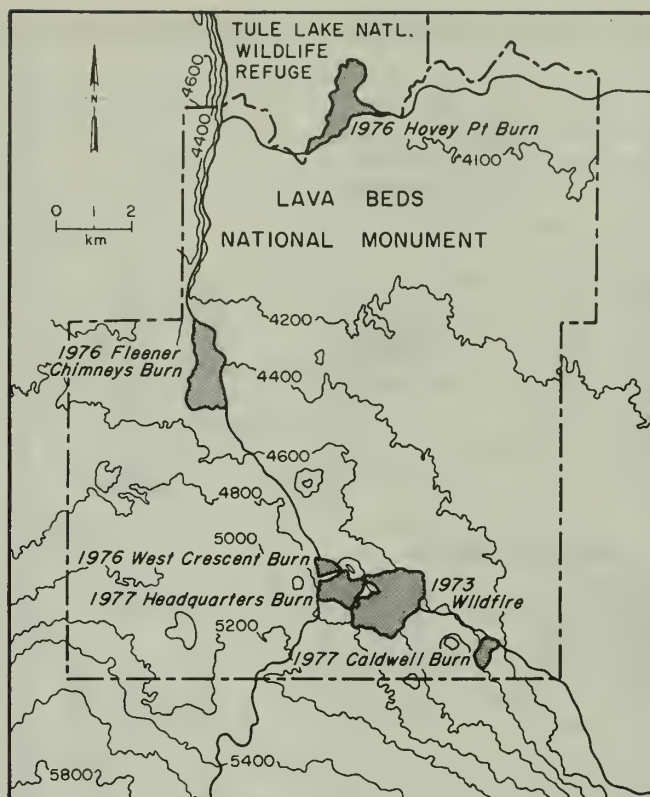 TULE LAKE NATL.
WILDLIFE
REFUGE
4600
4400
N
1976 Hovey Pt Burn
4100
0 1 2
km
LAVA BEDS
NATIONAL MONUMENT
4200
1976 Fleener
Chimneys Burn
4400
4600
4800
5000
1976 West Crescent Burn
1977 Headquarters Burn
1973
Wildfire
5200
1977 Caldwell Burn
5400
5800